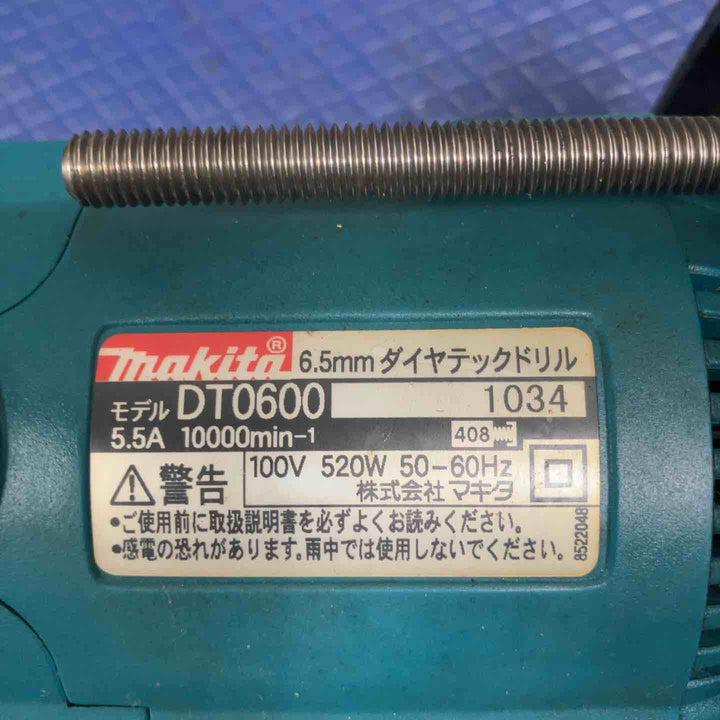 makita® 6.5mm ダイヤテックドリル
モデル DT0600 1034
5.5A 10000min-1 408
警告 100V 520W 50-60Hz
株式会社 マキタ
•ご使用前に取扱説明書を必ずよくお読みください。
•感電の恐れがあります。雨中では使用しないでください。
8522048